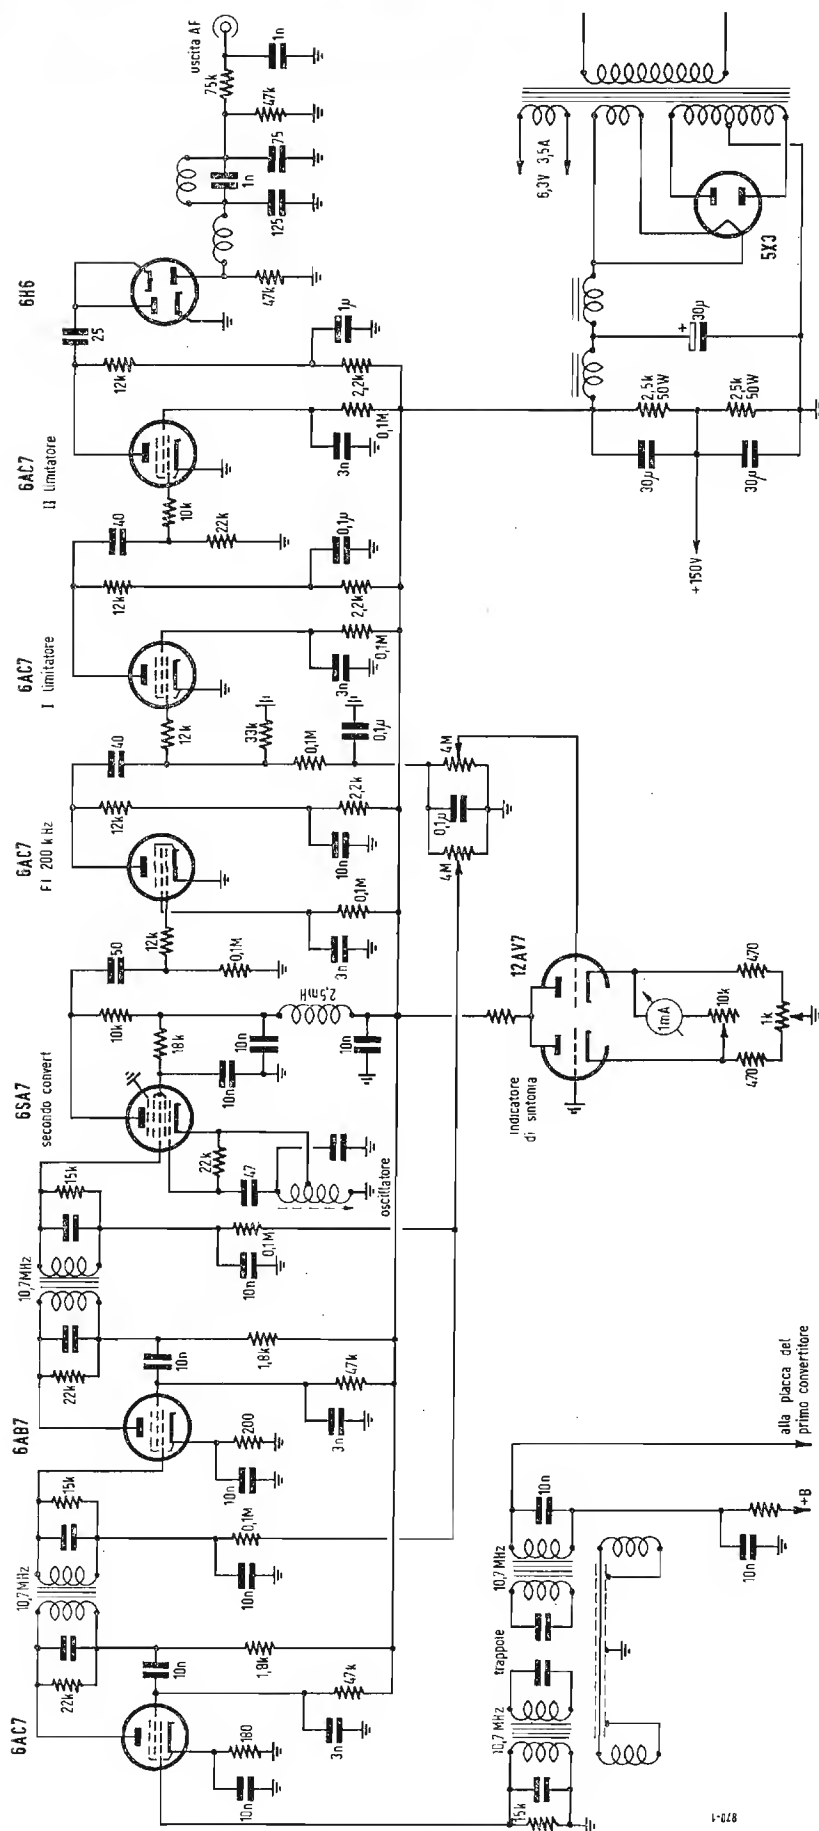 6AC7
22k
10n
180
10n
3n
47k
1,8k
10,7MHz
15k
10n
0,1M
6AB7
22k
10n
200
10n
3n
47k
1,8k
10,7MHz
15k
10n
0,1M
6SA7
secondo convert
22k
47
oscillatore
10n
18k
10k
10n
2,5mH
10n
50
12k
0,1M
6AC7
FI 200 kHz
3n
0,1M
12k
10n
2,2k
40
12k
33k
0,1M
0,1µ
6AC7
I limitatore
3n
0,1M
12k
2,2k
0,1µ
40
10k
22k
6AC7
II limitatore
3n
0,1M
12k
2,2k
1µ
25
6H6
47k
125
1n
75
47k
75k
1n
uscita AF
4M
0,1µ
4M
12AV7
indicatore
di sintonia
1mA
10k
470
1k
470
+150V
30µ
30µ
2,5k
50W
2,5k
50W
+
30µ
5X3
6,3V 3,5A
15k
10,7 MHz
trappole
10,7 MHz
10n
10n
+B
alla placca del
primo convertitore
870-1